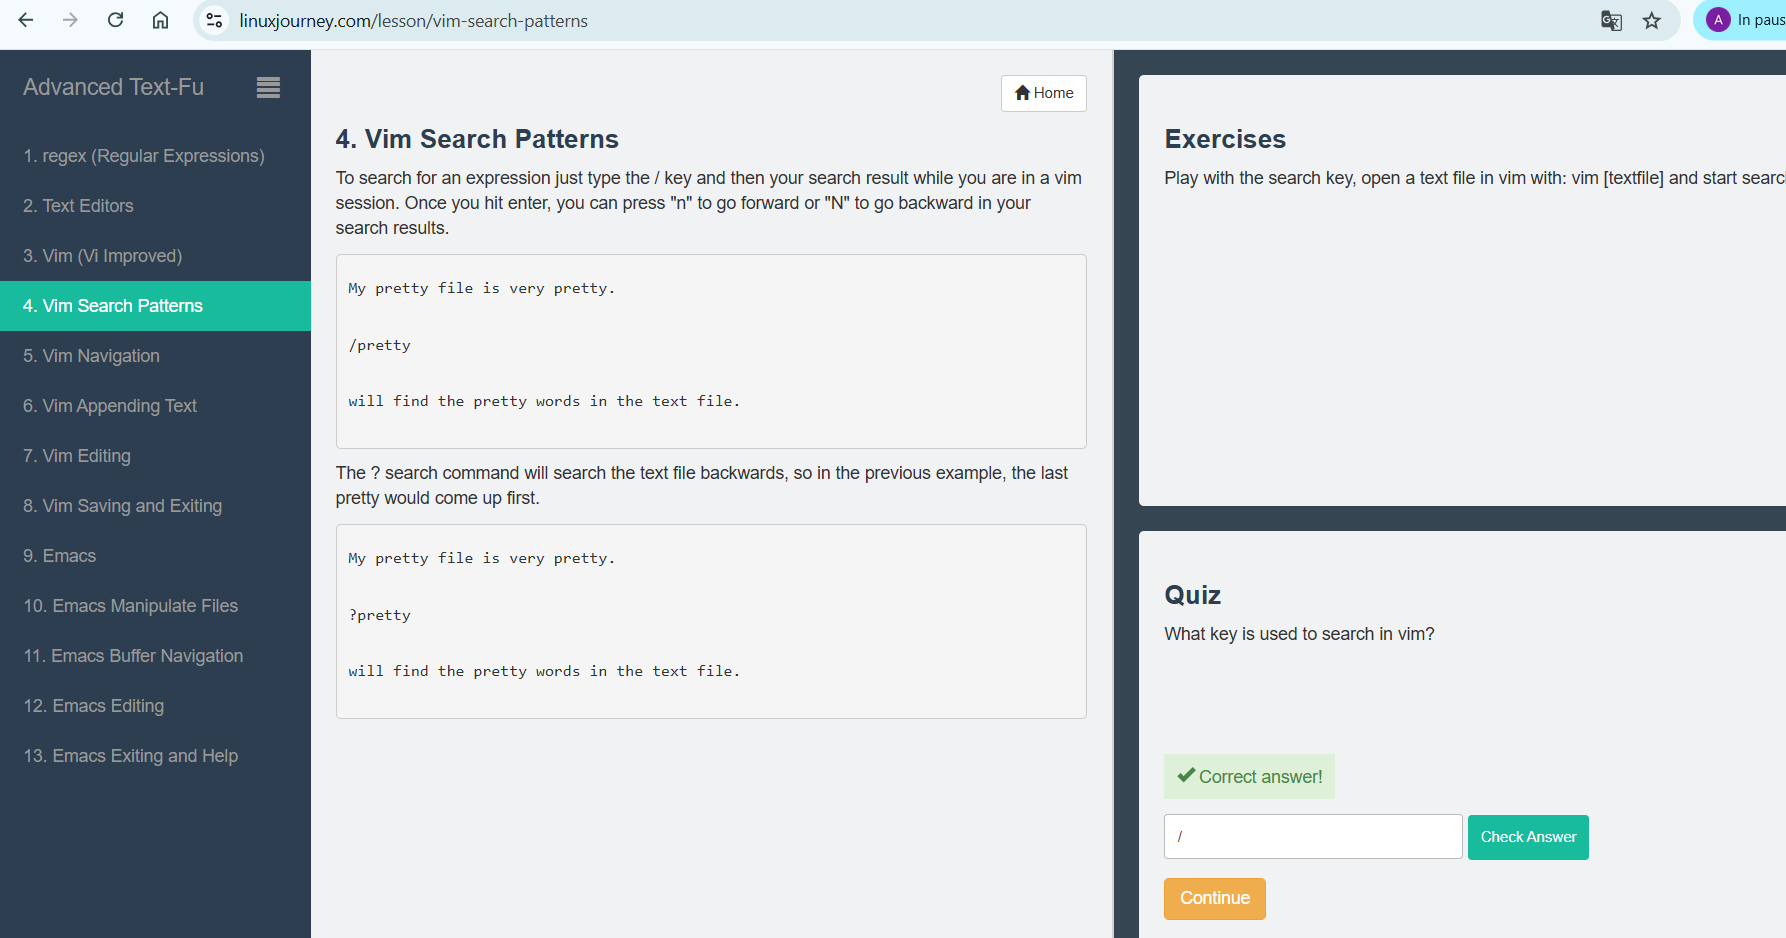 linuxjourney.com/lesson/vim-search-patterns
A In paus
Advanced Text-Fu
1. regex (Regular Expressions)
2. Text Editors
3. Vim (Vi Improved)
4. Vim Search Patterns
5. Vim Navigation
6. Vim Appending Text
7. Vim Editing
8. Vim Saving and Exiting
9. Emacs
10. Emacs Manipulate Files
11. Emacs Buffer Navigation
12. Emacs Editing
13. Emacs Exiting and Help
Home
4. Vim Search Patterns
To search for an expression just type the / key and then your search result while you are in a vim
session. Once you hit enter, you can press "n" to go forward or "N" to go backward in your
search results.
My pretty file is very pretty.
/pretty
will find the pretty words in the text file.
The ? search command will search the text file backwards, so in the previous example, the last
pretty would come up first.
My pretty file is very pretty.
?pretty
will find the pretty words in the text file.
Exercises
Play with the search key, open a text file in vim with: vim [textfile] and start searc
Quiz
What key is used to search in vim?
Correct answer!
/
Check Answer
Continue